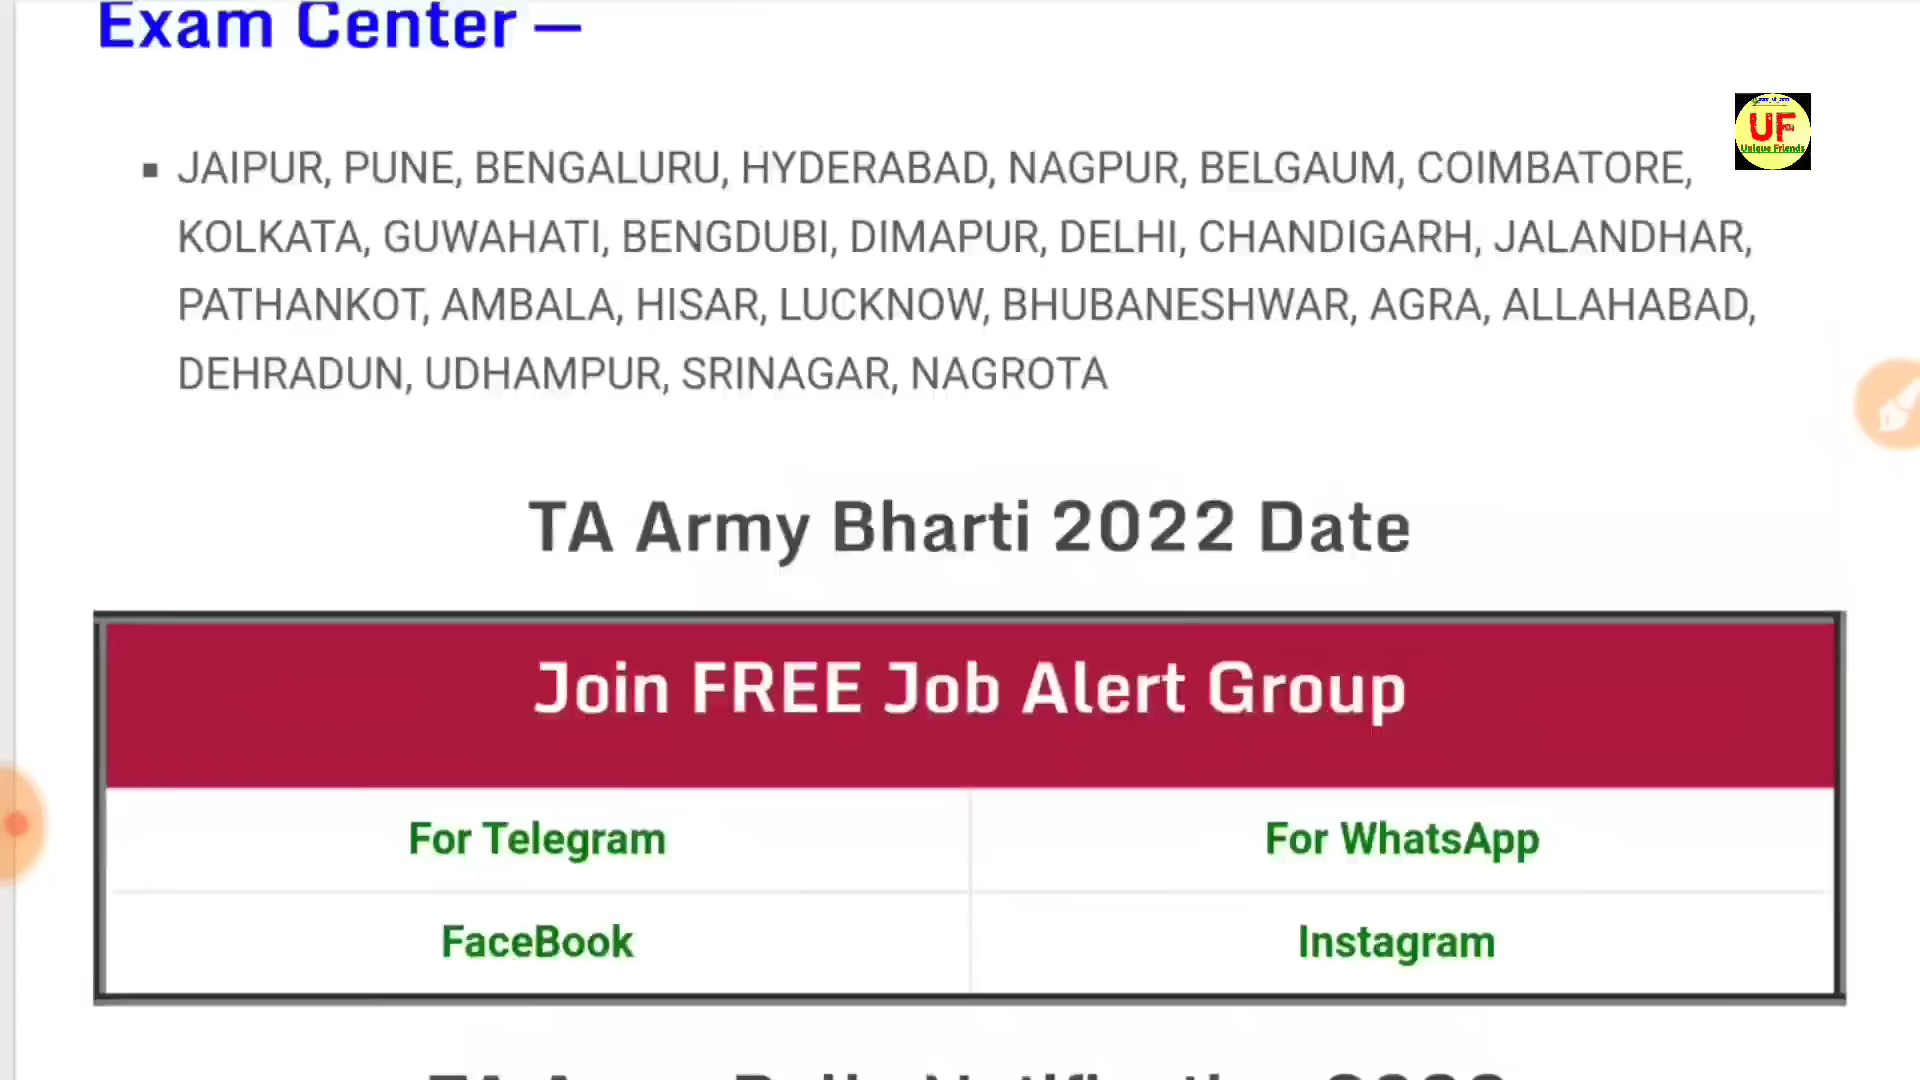 Exam Center –
▪ JAIPUR, PUNE, BENGALURU, HYDERABAD, NAGPUR, BELGAUM, COIMBATORE,
KOLKATA, GUWAHATI, BENGDUBI, DIMAPUR, DELHI, CHANDIGARH, JALANDHAR,
PATHANKOT, AMBALA, HISAR, LUCKNOW, BHUBANESHWAR, AGRA, ALLAHABAD,
DEHRADUN, UDHAMPUR, SRINAGAR, NAGROTA
UF
Unique Friends
TA Army Bharti 2022 Date
Join FREE Job Alert Group
For Telegram
For WhatsApp
FaceBook
Instagram